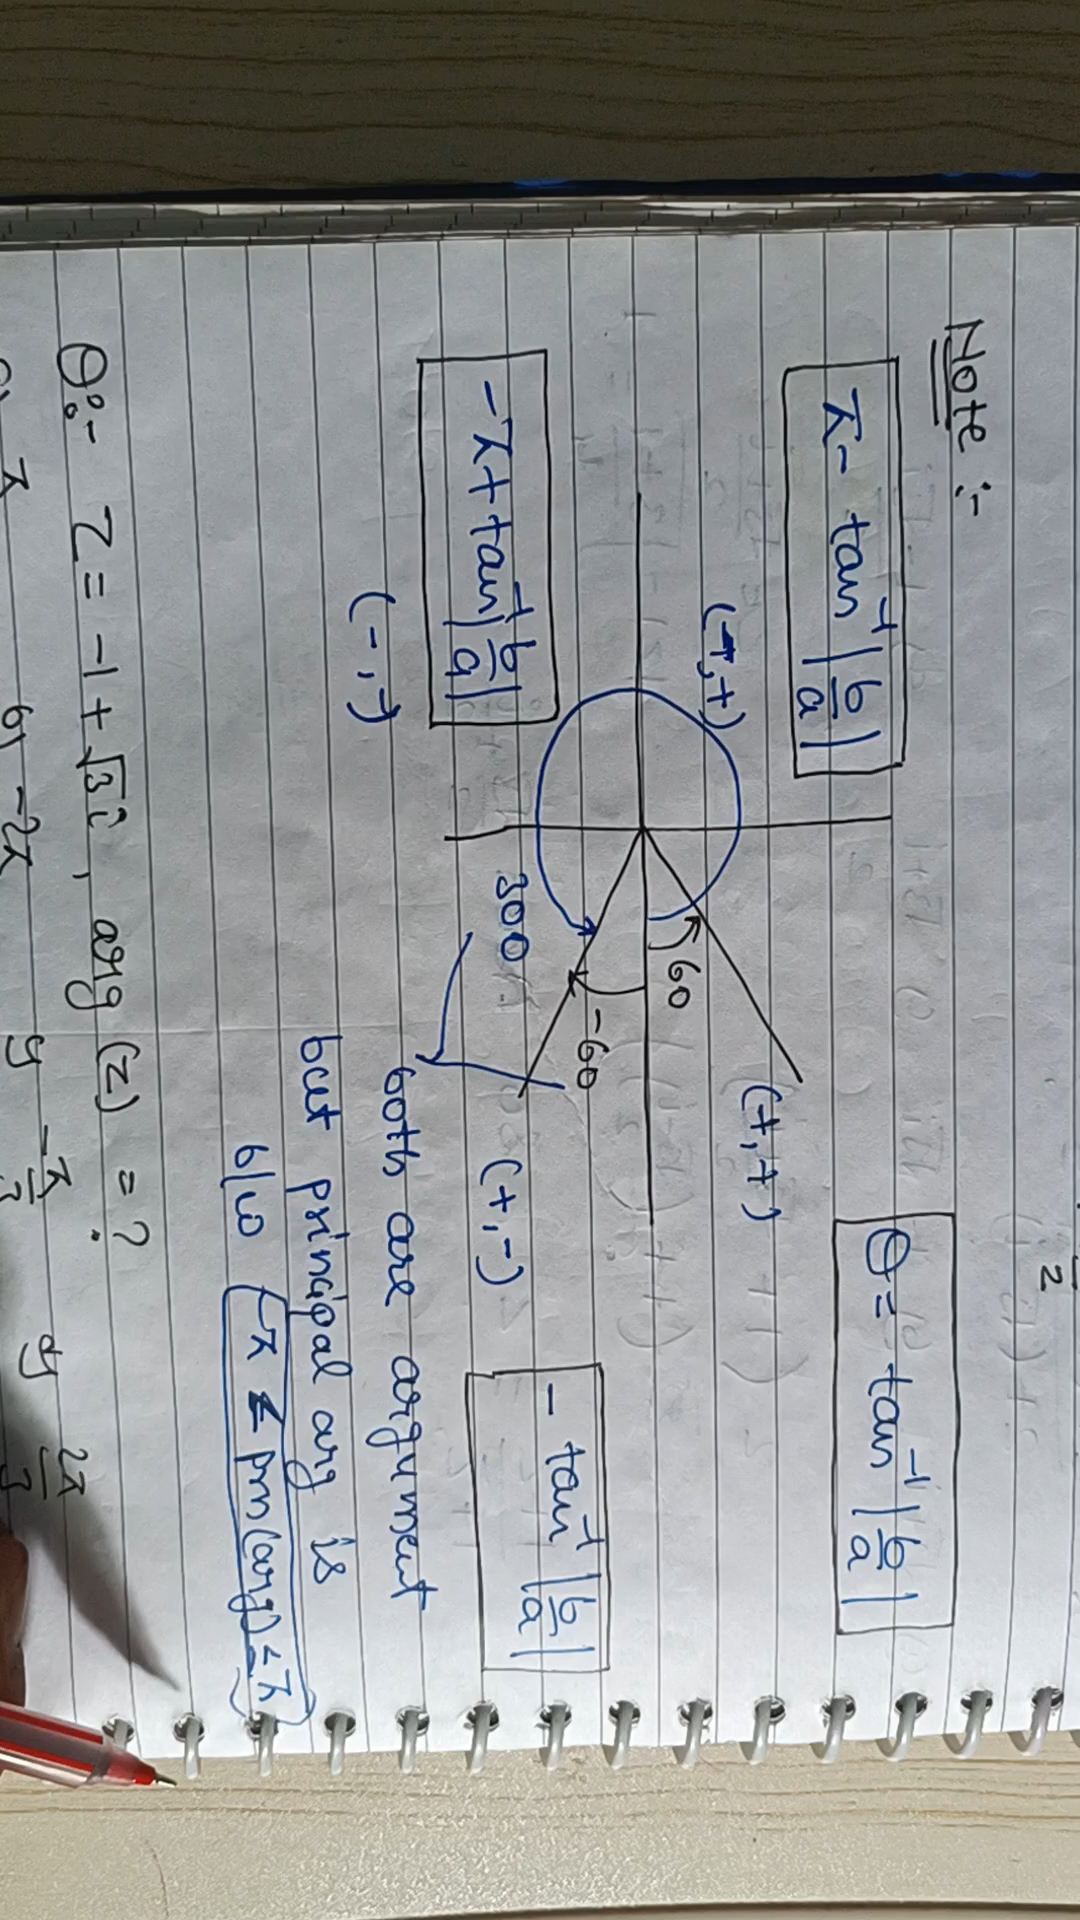 Note :-
π - tan⁻¹ |b/a|
θ = tan⁻¹ |b/a|
(-, +)
(+, +)
60
-60
-π + tan⁻¹ |b/a|
- tan⁻¹ |b/a|
300
(-, -)
(+, -)
both are argument
but principal arg is
b/w (-π < prn(arg) ≤ π)
Q:- Z = -1 + √3i , arg (z) = ?